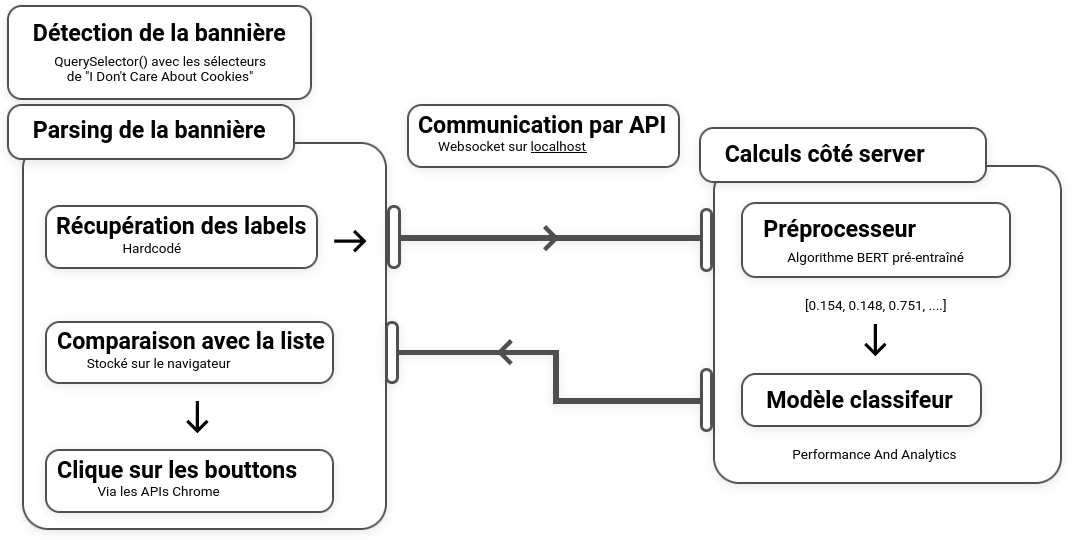 Détection de la bannière
QuerySelector() avec les sélecteurs
de "I Don't Care About Cookies"
Parsing de la bannière
Récupération des labels
Hardcodé
Comparaison avec la liste
Stocké sur le navigateur
Clique sur les bouttons
Via les APIs Chrome
Communication par API
Websocket sur localhost
Calculs côté server
Préprocesseur
Algorithme BERT pré-entraîné
[0.154, 0.148, 0.751, ....]
Modèle classifeur
Performance And Analytics